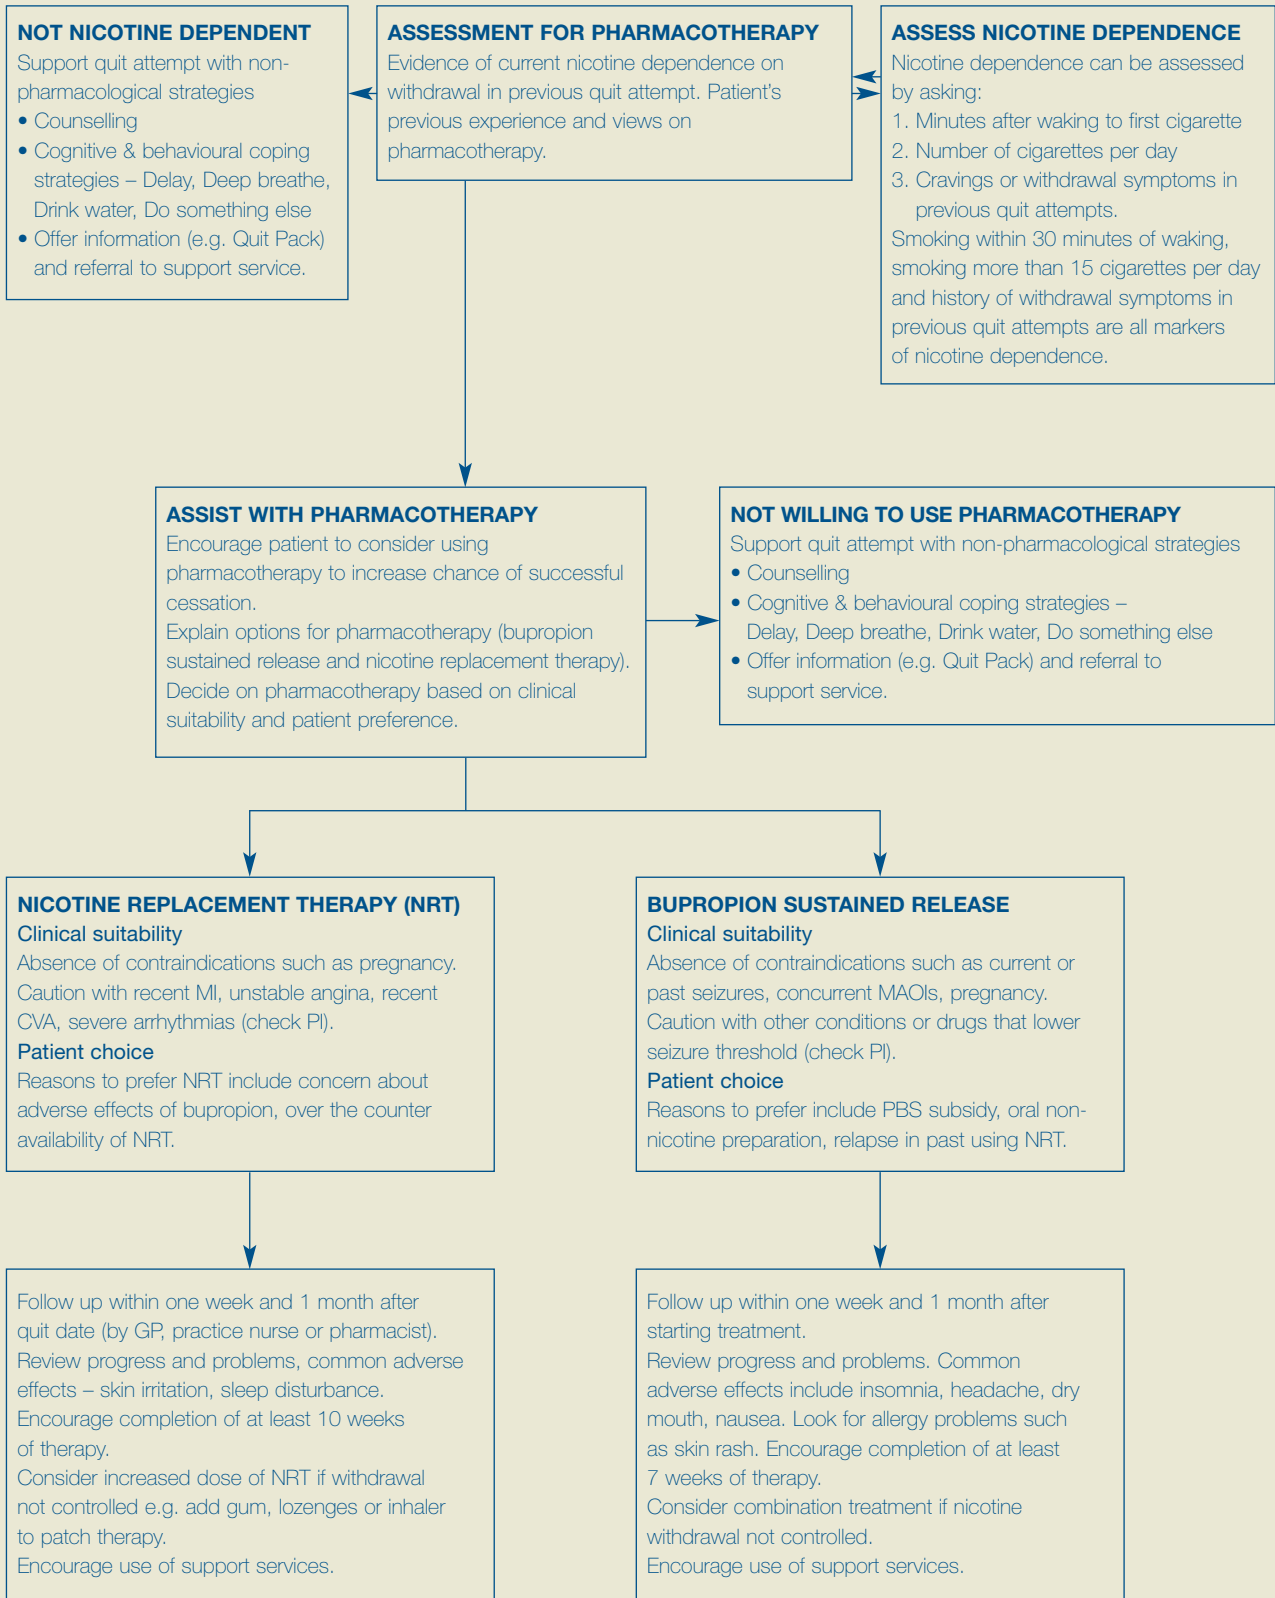 NOT NICOTINE DEPENDENT
Support quit attempt with non-
pharmacological strategies
• Counselling
• Cognitive & behavioural coping
strategies – Delay, Deep breathe,
Drink water, Do something else
• Offer information (e.g. Quit Pack)
and referral to support service.
ASSESSMENT FOR PHARMACOTHERAPY
Evidence of current nicotine dependence on
withdrawal in previous quit attempt. Patient's
previous experience and views on
pharmacotherapy.
ASSESS NICOTINE DEPENDENCE
Nicotine dependence can be assessed
by asking:
1. Minutes after waking to first cigarette
2. Number of cigarettes per day
3. Cravings or withdrawal symptoms in
previous quit attempts.
Smoking within 30 minutes of waking,
smoking more than 15 cigarettes per day
and history of withdrawal symptoms in
previous quit attempts are all markers
of nicotine dependence.
ASSIST WITH PHARMACOTHERAPY
Encourage patient to consider using
pharmacotherapy to increase chance of successful
cessation.
Explain options for pharmacotherapy (bupropion
sustained release and nicotine replacement therapy).
Decide on pharmacotherapy based on clinical
suitability and patient preference.
NOT WILLING TO USE PHARMACOTHERAPY
Support quit attempt with non-pharmacological strategies
• Counselling
• Cognitive & behavioural coping strategies –
Delay, Deep breathe, Drink water, Do something else
• Offer information (e.g. Quit Pack) and referral to
support service.
NICOTINE REPLACEMENT THERAPY (NRT)
Clinical suitability
Absence of contraindications such as pregnancy.
Caution with recent MI, unstable angina, recent
CVA, severe arrhythmias (check PI).
Patient choice
Reasons to prefer NRT include concern about
adverse effects of bupropion, over the counter
availability of NRT.
BUPROPION SUSTAINED RELEASE
Clinical suitability
Absence of contraindications such as current or
past seizures, concurrent MAOIs, pregnancy.
Caution with other conditions or drugs that lower
seizure threshold (check PI).
Patient choice
Reasons to prefer include PBS subsidy, oral non-
nicotine preparation, relapse in past using NRT.
Follow up within one week and 1 month after
quit date (by GP, practice nurse or pharmacist).
Review progress and problems, common adverse
effects – skin irritation, sleep disturbance.
Encourage completion of at least 10 weeks
of therapy.
Consider increased dose of NRT if withdrawal
not controlled e.g. add gum, lozenges or inhaler
to patch therapy.
Encourage use of support services.
Follow up within one week and 1 month after
starting treatment.
Review progress and problems. Common
adverse effects include insomnia, headache, dry
mouth, nausea. Look for allergy problems such
as skin rash. Encourage completion of at least
7 weeks of therapy.
Consider combination treatment if nicotine
withdrawal not controlled.
Encourage use of support services.